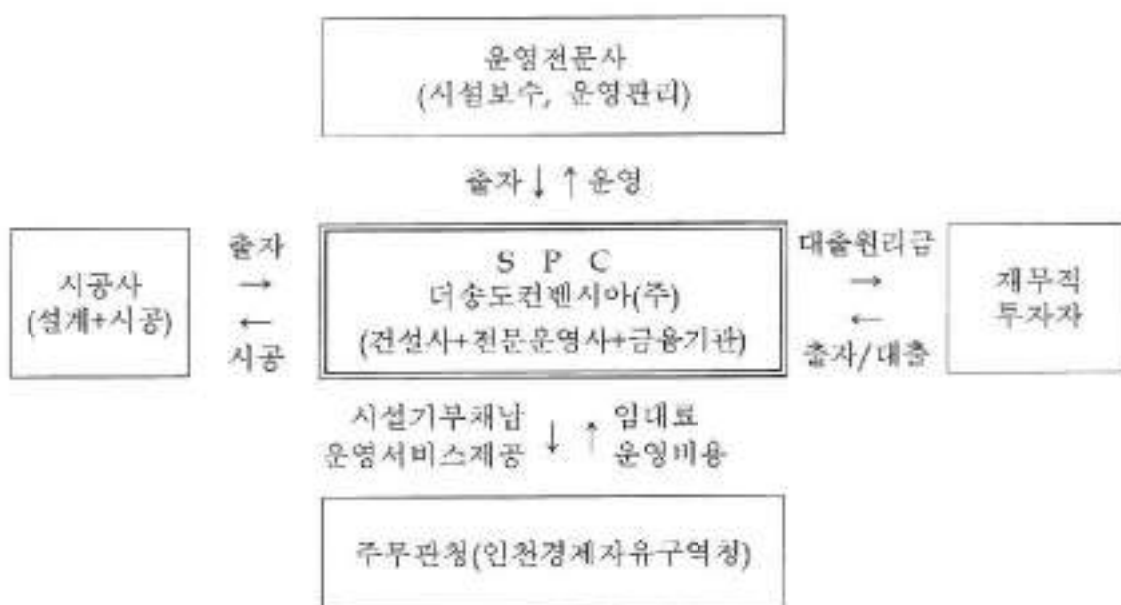 운영전문사
(시설보수, 운영관리)
출자 ↓ ↑ 운영
시공사
(설계+시공)
출자
→
←
시공
S P C
더송도컨벤시아(주)
(건설사+전문운영사+금융기관)
대출원리금
→
←
출자/대출
재무적
투자자
시설기부채납
운영서비스제공
↓ ↑
임대료
운영비용
주무관청(인천경제자유구역청)